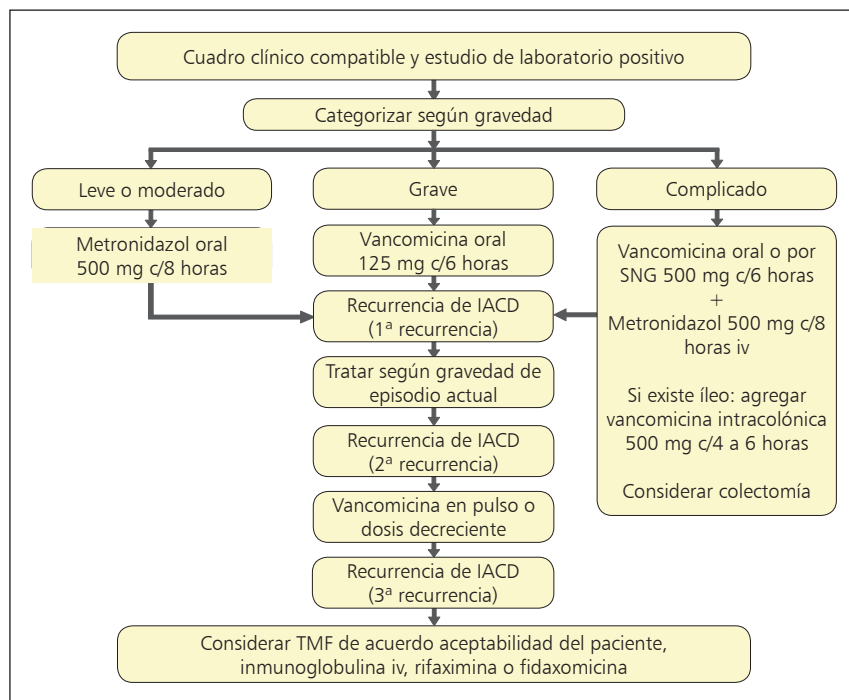 Cuadro clínico compatible y estudio de laboratorio positivo
Categorizar según gravedad
Leve o moderado
Grave
Complicado
Metronidazol oral
500 mg c/8 horas
Vancomicina oral
125 mg c/6 horas
Vancomicina oral o por
SNG 500 mg c/6 horas
+
Metronidazol 500 mg c/8
horas iv
Si existe íleo: agregar
vancomicina intracolónica
500 mg c/4 a 6 horas
Considerar colectomía
Recurrencia de IACD
(1ª recurrencia)
Tratar según gravedad de
episodio actual
Recurrencia de IACD
(2ª recurrencia)
Vancomicina en pulso o
dosis decreciente
Recurrencia de IACD
(3ª recurrencia)
Considerar TMF de acuerdo aceptabilidad del paciente,
inmunoglobulina iv, rifaximina o fidaxomicina